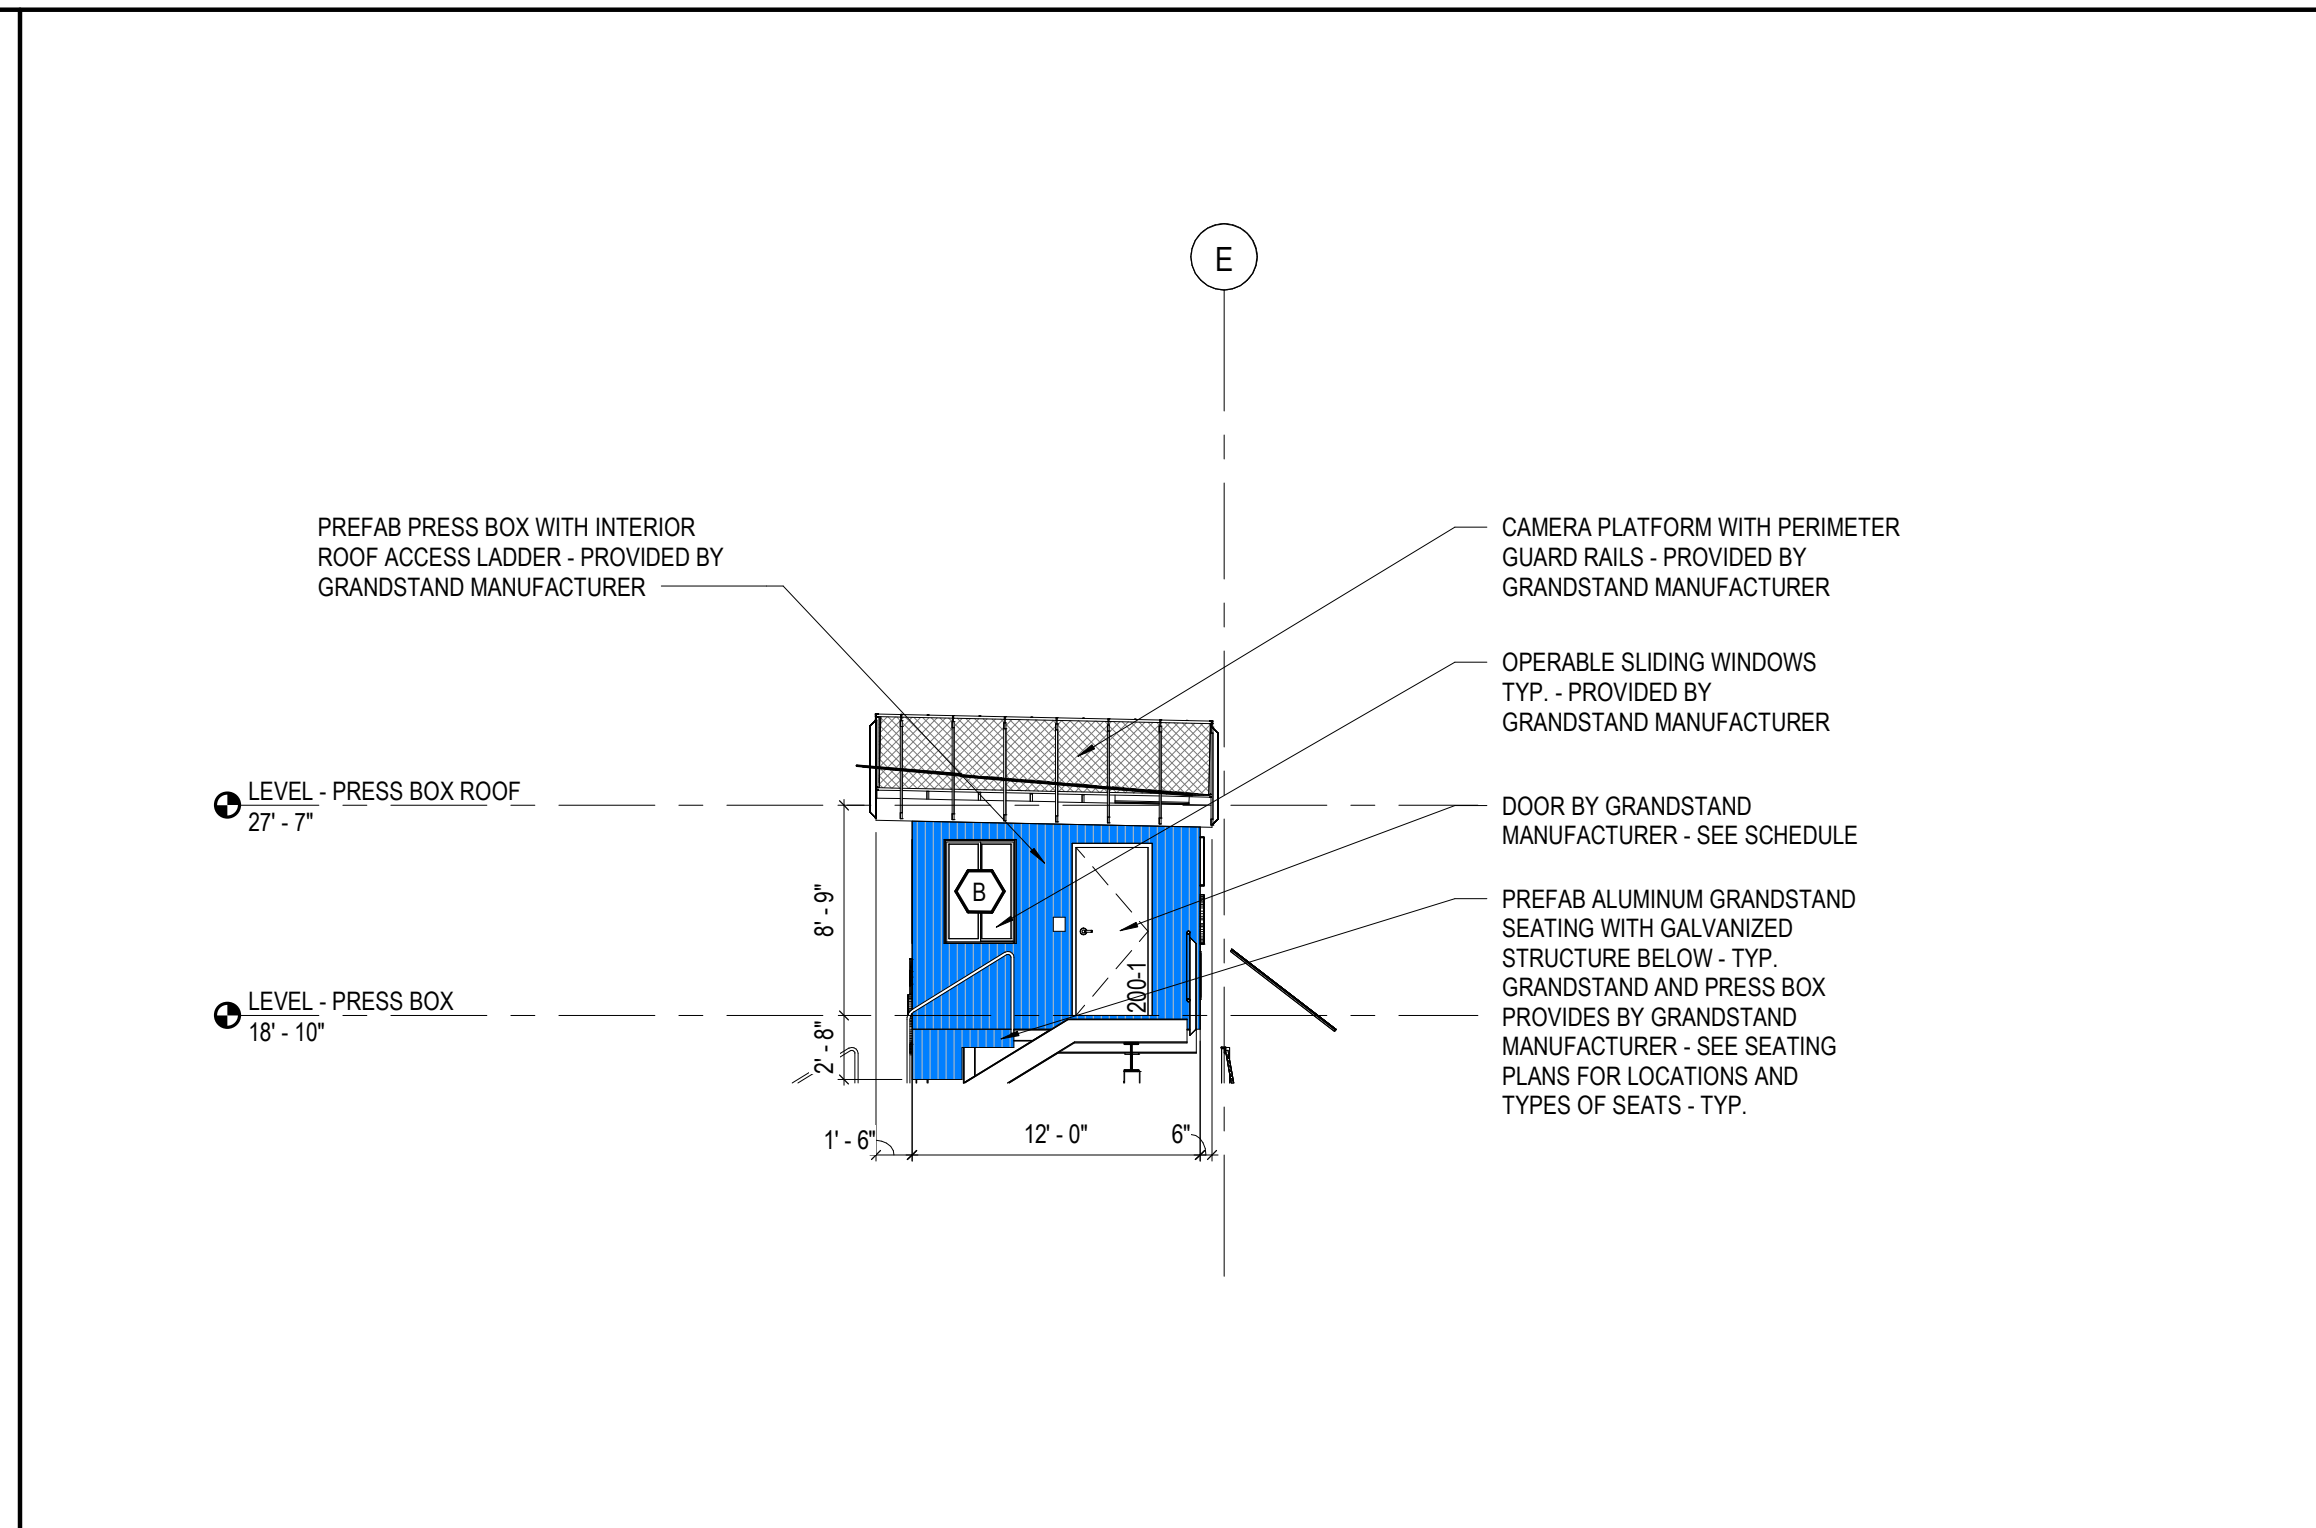 E
PREFAB PRESS BOX WITH INTERIOR
ROOF ACCESS LADDER - PROVIDED BY
GRANDSTAND MANUFACTURER
CAMERA PLATFORM WITH PERIMETER
GUARD RAILS - PROVIDED BY
GRANDSTAND MANUFACTURER
OPERABLE SLIDING WINDOWS
TYP. - PROVIDED BY
GRANDSTAND MANUFACTURER
LEVEL - PRESS BOX ROOF
27' - 7"
DOOR BY GRANDSTAND
MANUFACTURER - SEE SCHEDULE
B
8' - 9"
200-1
PREFAB ALUMINUM GRANDSTAND
SEATING WITH GALVANIZED
STRUCTURE BELOW - TYP.
GRANDSTAND AND PRESS BOX
PROVIDES BY GRANDSTAND
MANUFACTURER - SEE SEATING
PLANS FOR LOCATIONS AND
TYPES OF SEATS - TYP.
LEVEL - PRESS BOX
18' - 10"
2' - 8"
1' - 6"
12' - 0"
6"